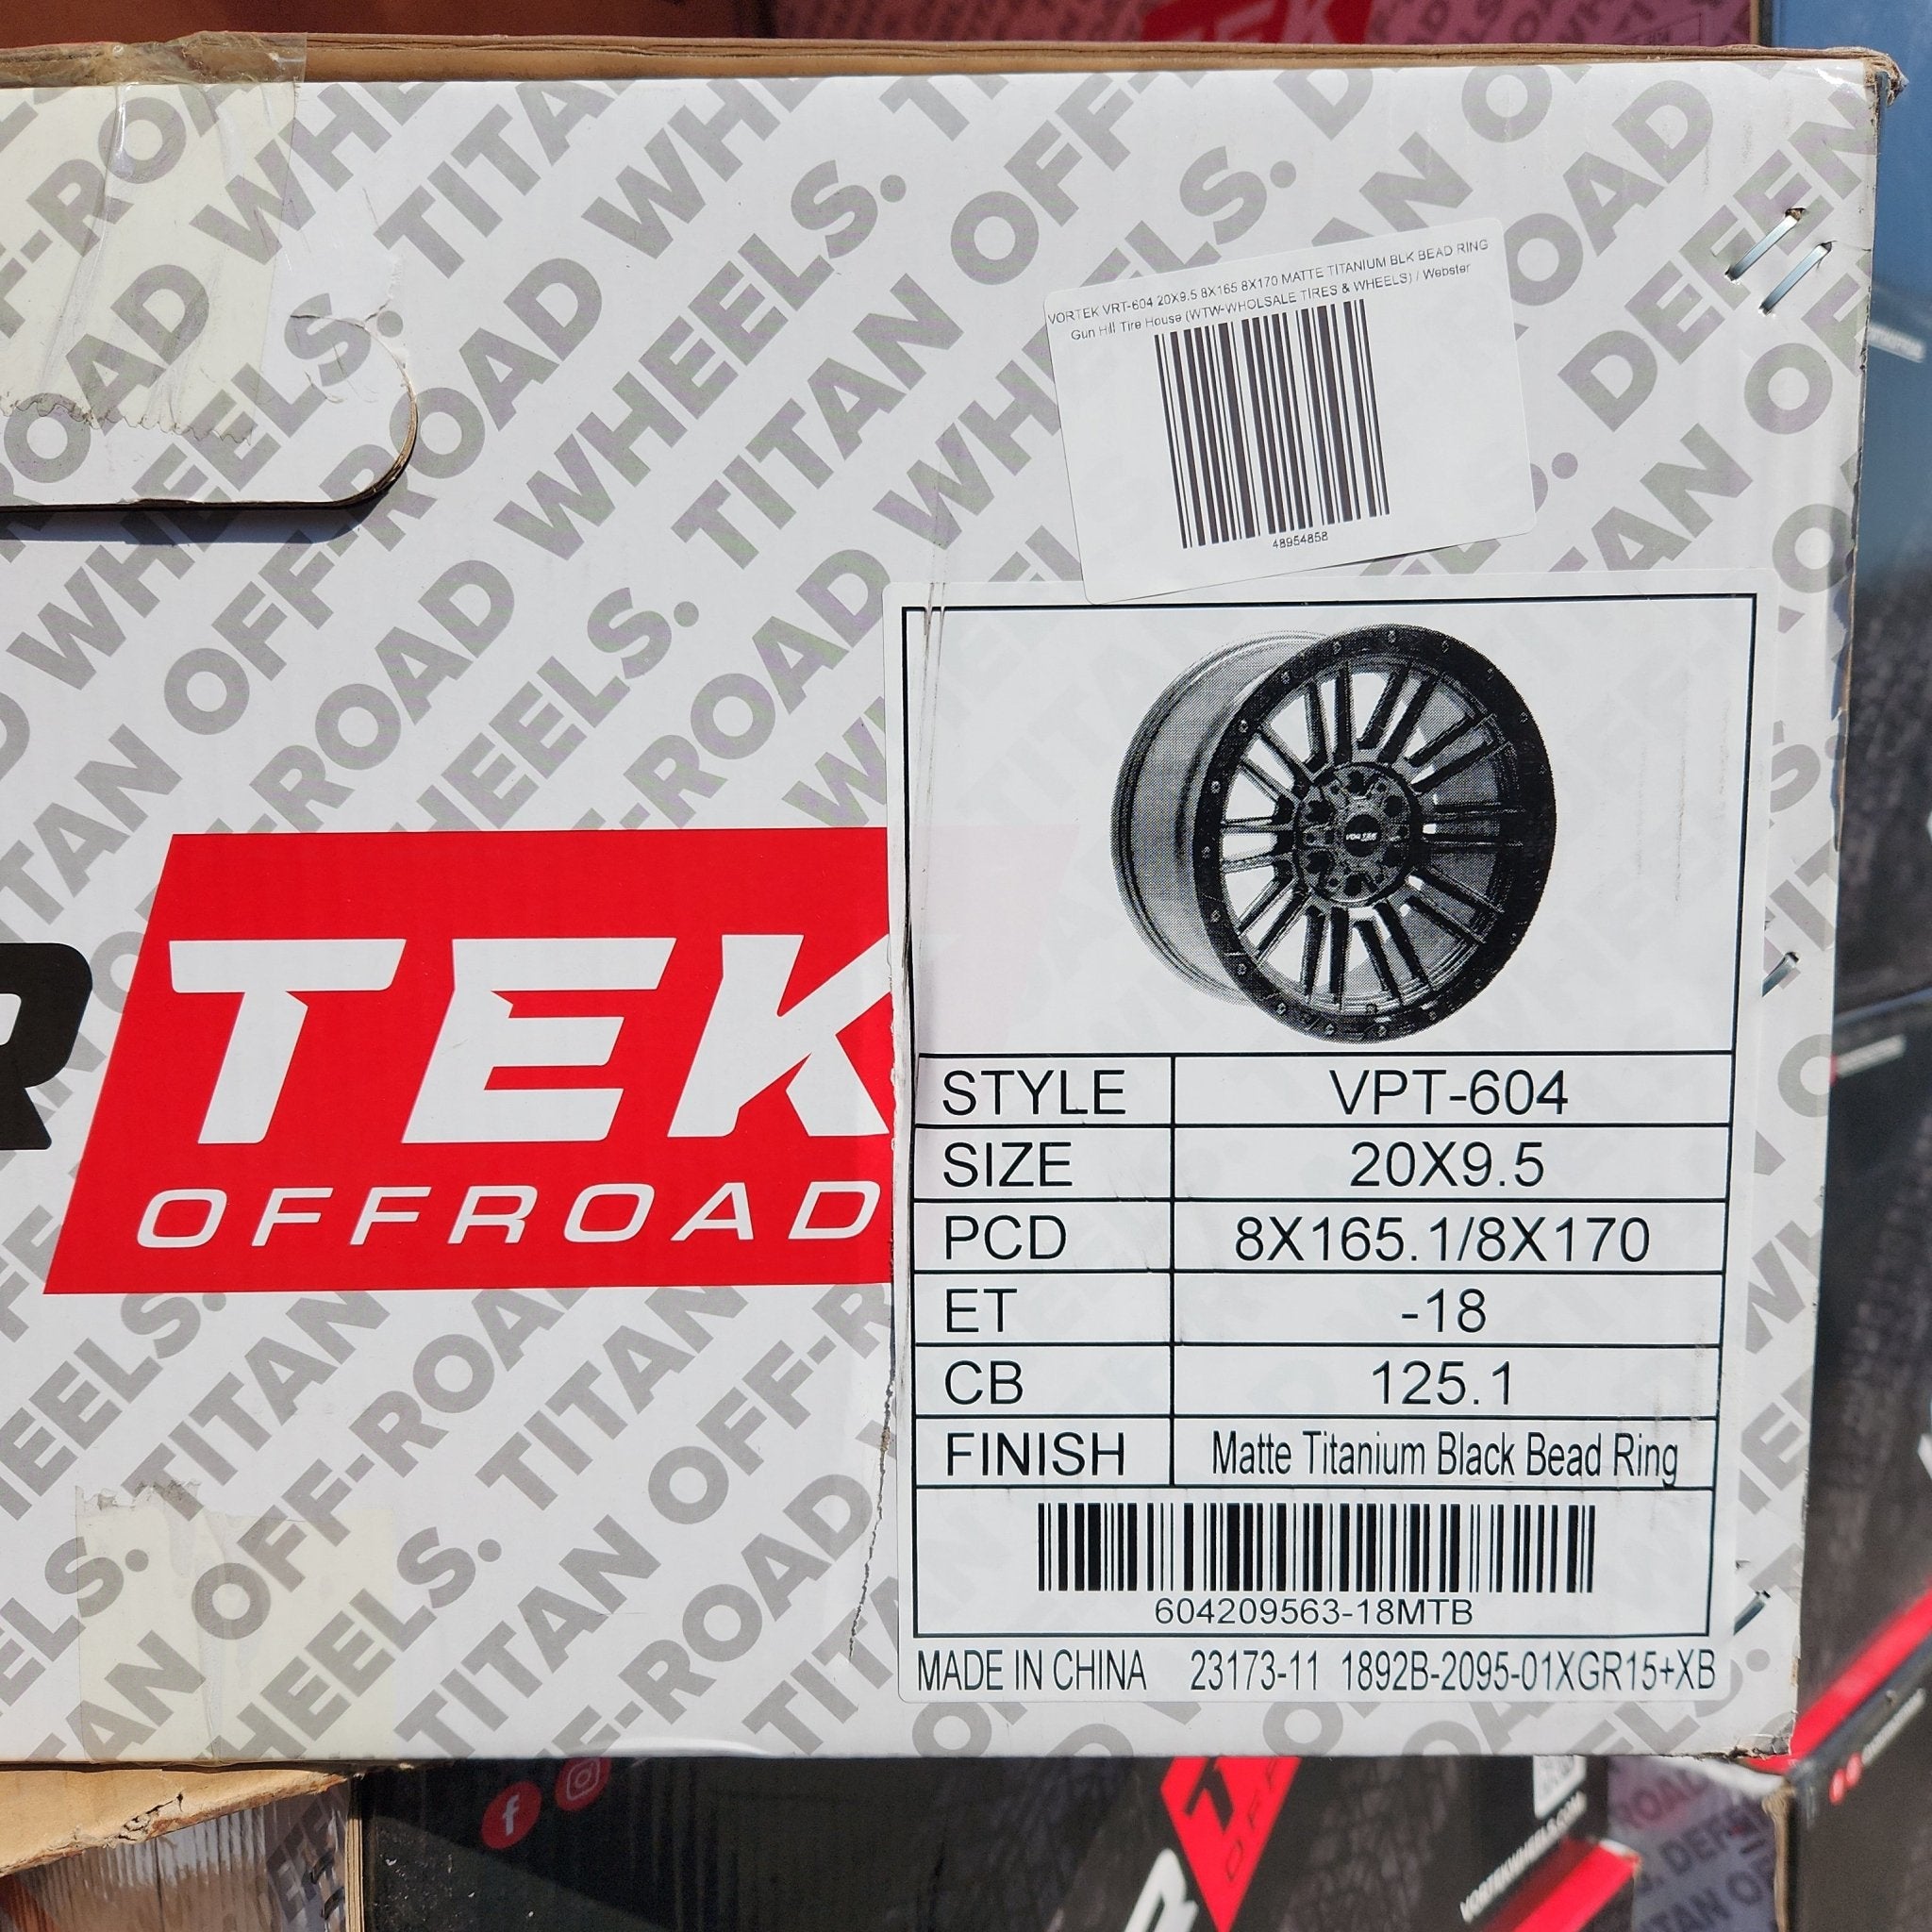 VORTEK VRT-604 20X9.5 8X165 8X170 MATTE TITANIUM BLK BEAD RING
Gun Hill Tire House (WTW-WHOLSALE TIRES & WHEELS) / Webster
48954858
TITAN OFF-ROAD WHEELS.
R TEK
OFFROAD
VORTEK
STYLE VPT-604
SIZE 20X9.5
PCD 8X165.1/8X170
ET -18
CB 125.1
FINISH Matte Titanium Black Bead Ring
604209563-18MTB
MADE IN CHINA 23173-11 1892B-2095-01XGR15+XB
VORTEKWHEELS.COM